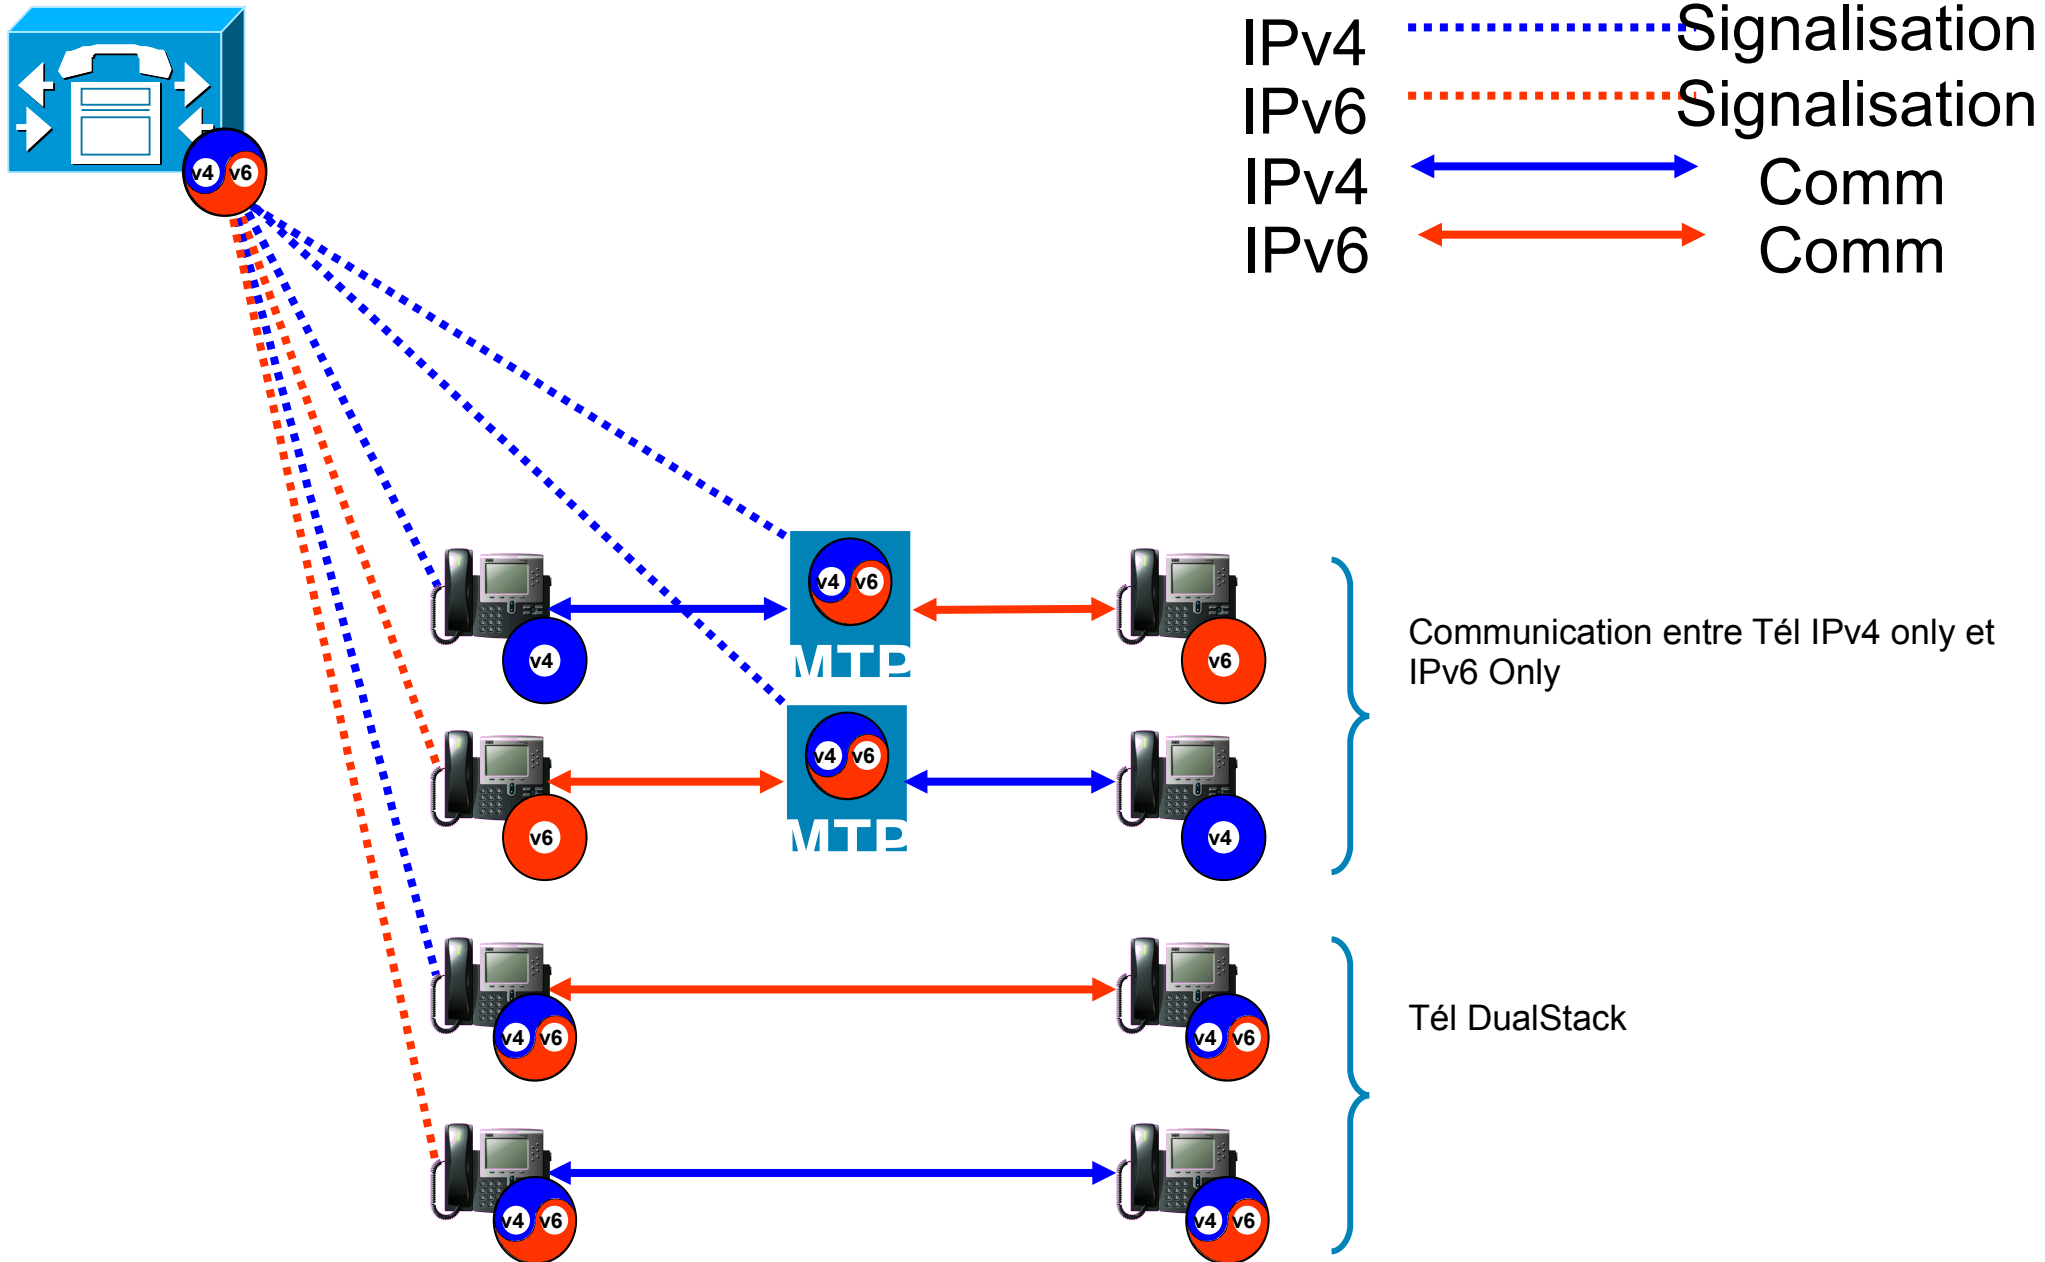 IPv4 Signalisation
IPv6 Signalisation
IPv4 Comm
IPv6 Comm
v4 v6
v4 v6
MTP
v4
v6
Communication entre Tél IPv4 only et
IPv6 Only
v4 v6
MTP
v6
v4
v4 v6
v4 v6
Tél DualStack
v4 v6
v4 v6